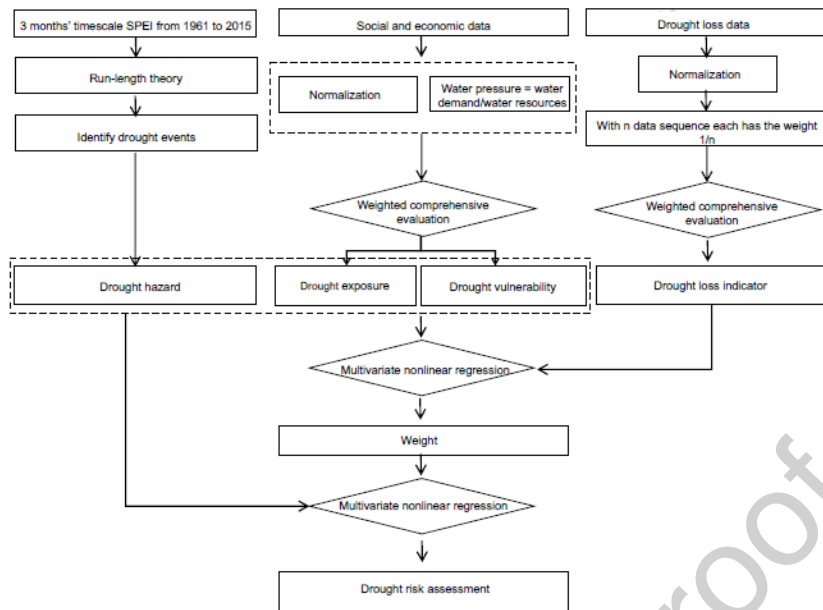 3 months' timescale SPEI from 1961 to 2015
Social and economic data
Drought loss data
Run-length theory
Normalization
Water pressure = water
demand/water resources
Normalization
Identify drought events
With n data sequence each has the weight
1/n
Weighted comprehensive
evaluation
Weighted comprehensive
evaluation
Drought hazard
Drought exposure
Drought vulnerability
Drought loss indicator
Multivariate nonlinear regression
Weight
Multivariate nonlinear regression
Drought risk assessment
roof